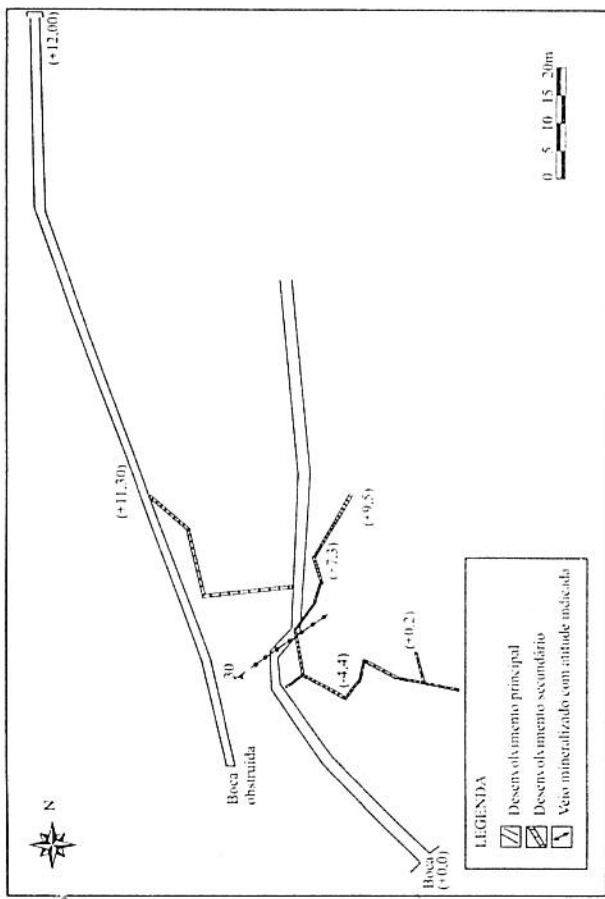 N
(+12,00)
(+11,30)
Boca
obstruida
30
(-7,3)
(+9,5)
(-4,4)
(+0,2)
Boca
(+0,0)
0 5 10 15 20m
LEGENDA
Desenvolvimento principal
Desenvolvimento secundário
Veio mineralizado com atitude indicada